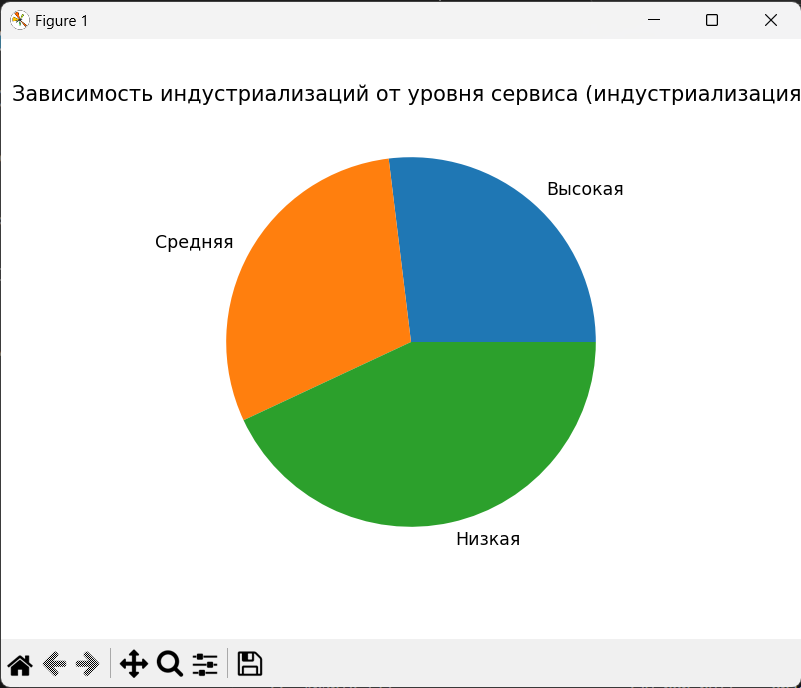 Figure 1
Зависимость индустриализаций от уровня сервиса (индустриализация
Высокая
Средняя
Низкая